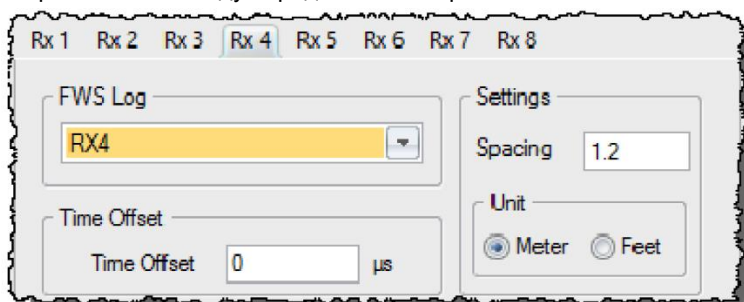 Rx 1 Rx 2 Rx 3 Rx 4 Rx 5 Rx 6 Rx 7 Rx 8
FWS Log
RX4
Settings
Spacing 1.2
Unit
Meter Feet
Time Offset
Time Offset 0 µs